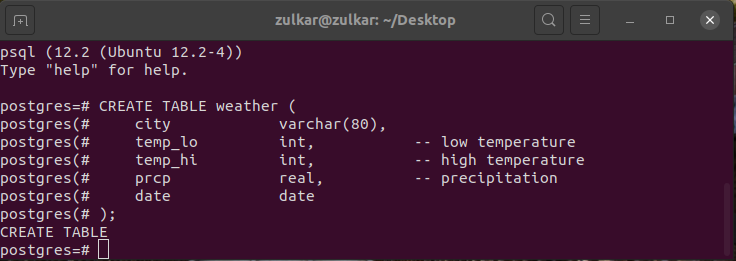 zulkar@zulkar: ~/Desktop
psql (12.2 (Ubuntu 12.2-4))
Type "help" for help.
postgres=# CREATE TABLE weather (
postgres(#     city            varchar(80),
postgres(#     temp_lo         int,           -- low temperature
postgres(#     temp_hi         int,           -- high temperature
postgres(#     prcp            real,          -- precipitation
postgres(#     date            date
postgres(# );
CREATE TABLE
postgres=#